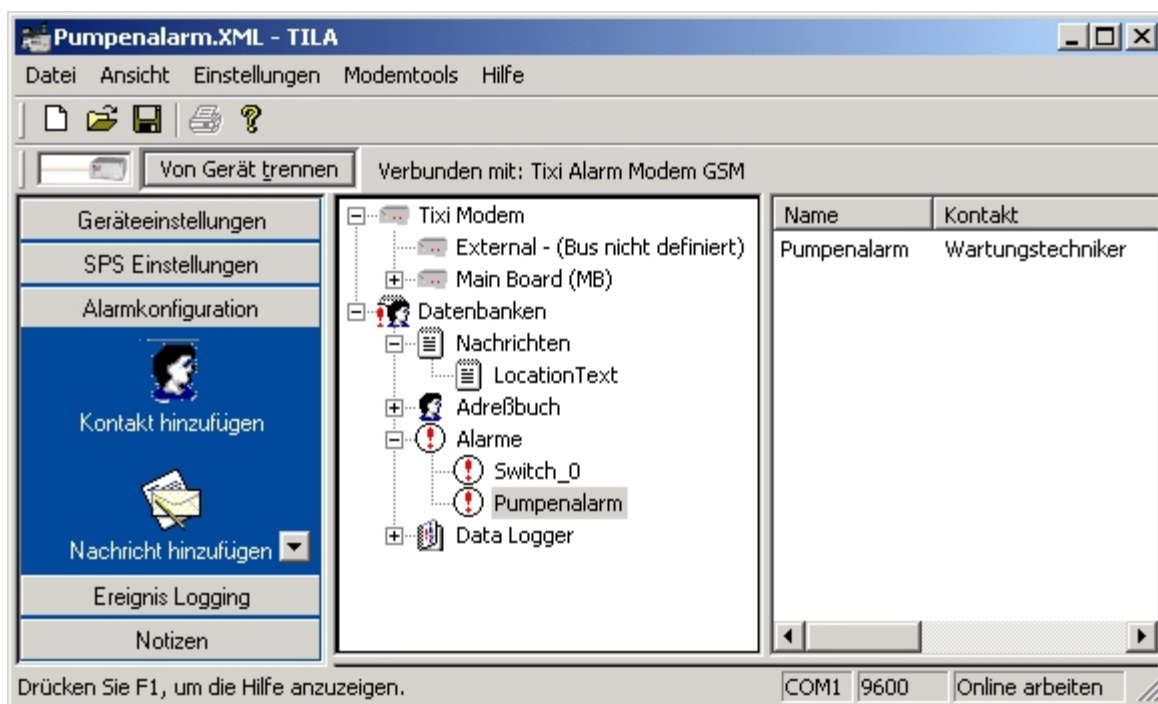 Pumpenalarm.XML - TILA
Datei Ansicht Einstellungen Modemtools Hilfe
Von Gerät trennen Verbunden mit: Tixi Alarm Modem GSM
Geräteeinstellungen
SPS Einstellungen
Alarmkonfiguration
Kontakt hinzufügen
Nachricht hinzufügen
Ereignis Logging
Notizen
Tixi Modem
External - (Bus nicht definiert)
Main Board (MB)
Datenbanken
Nachrichten
LocationText
Adreßbuch
Alarme
Switch_0
Pumpenalarm
Data Logger
Name Kontakt
Pumpenalarm Wartungstechniker
Drücken Sie F1, um die Hilfe anzuzeigen. COM1 9600 Online arbeiten